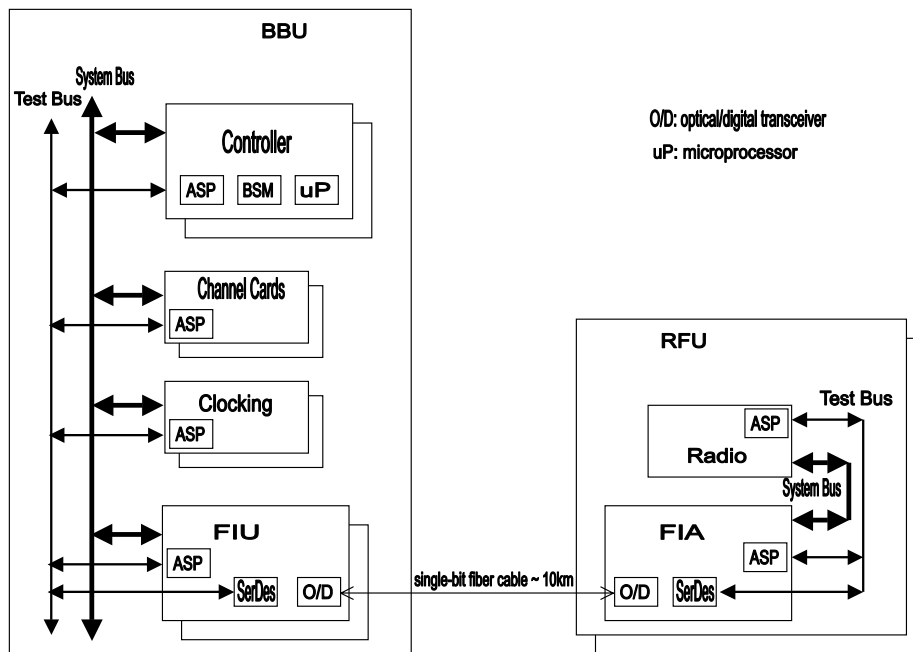 BBU
System Bus
Test Bus
Controller
ASP BSM uP
O/D: optical/digital transceiver
uP: microprocessor
Channel Cards
ASP
Clocking
ASP
FIU
ASP
SerDes O/D
single-bit fiber cable ~ 10km
RFU
Test Bus
ASP
Radio
System Bus
FIA
ASP
O/D SerDes